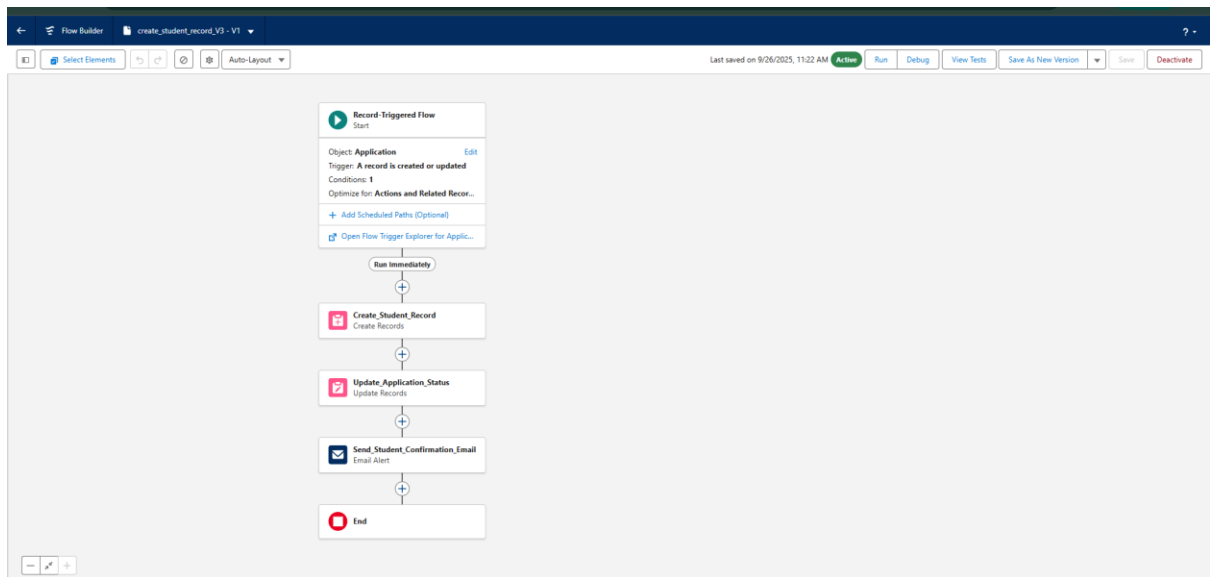 Flow Builder
create_student_record_V3 - V1
?
Select Elements
Auto-Layout
Last saved on 9/26/2025, 11:22 AM
Active
Run
Debug
View Tests
Save As New Version
Save
Deactivate
Record-Triggered Flow
Start
Object: Application
Edit
Trigger: A record is created or updated
Conditions: 1
Optimize for: Actions and Related Recor...
+ Add Scheduled Paths (Optional)
Open Flow Trigger Explorer for Applic...
Run Immediately
Create_Student_Record
Create Records
Update_Application_Status
Update Records
Send_Student_Confirmation_Email
Email Alert
End